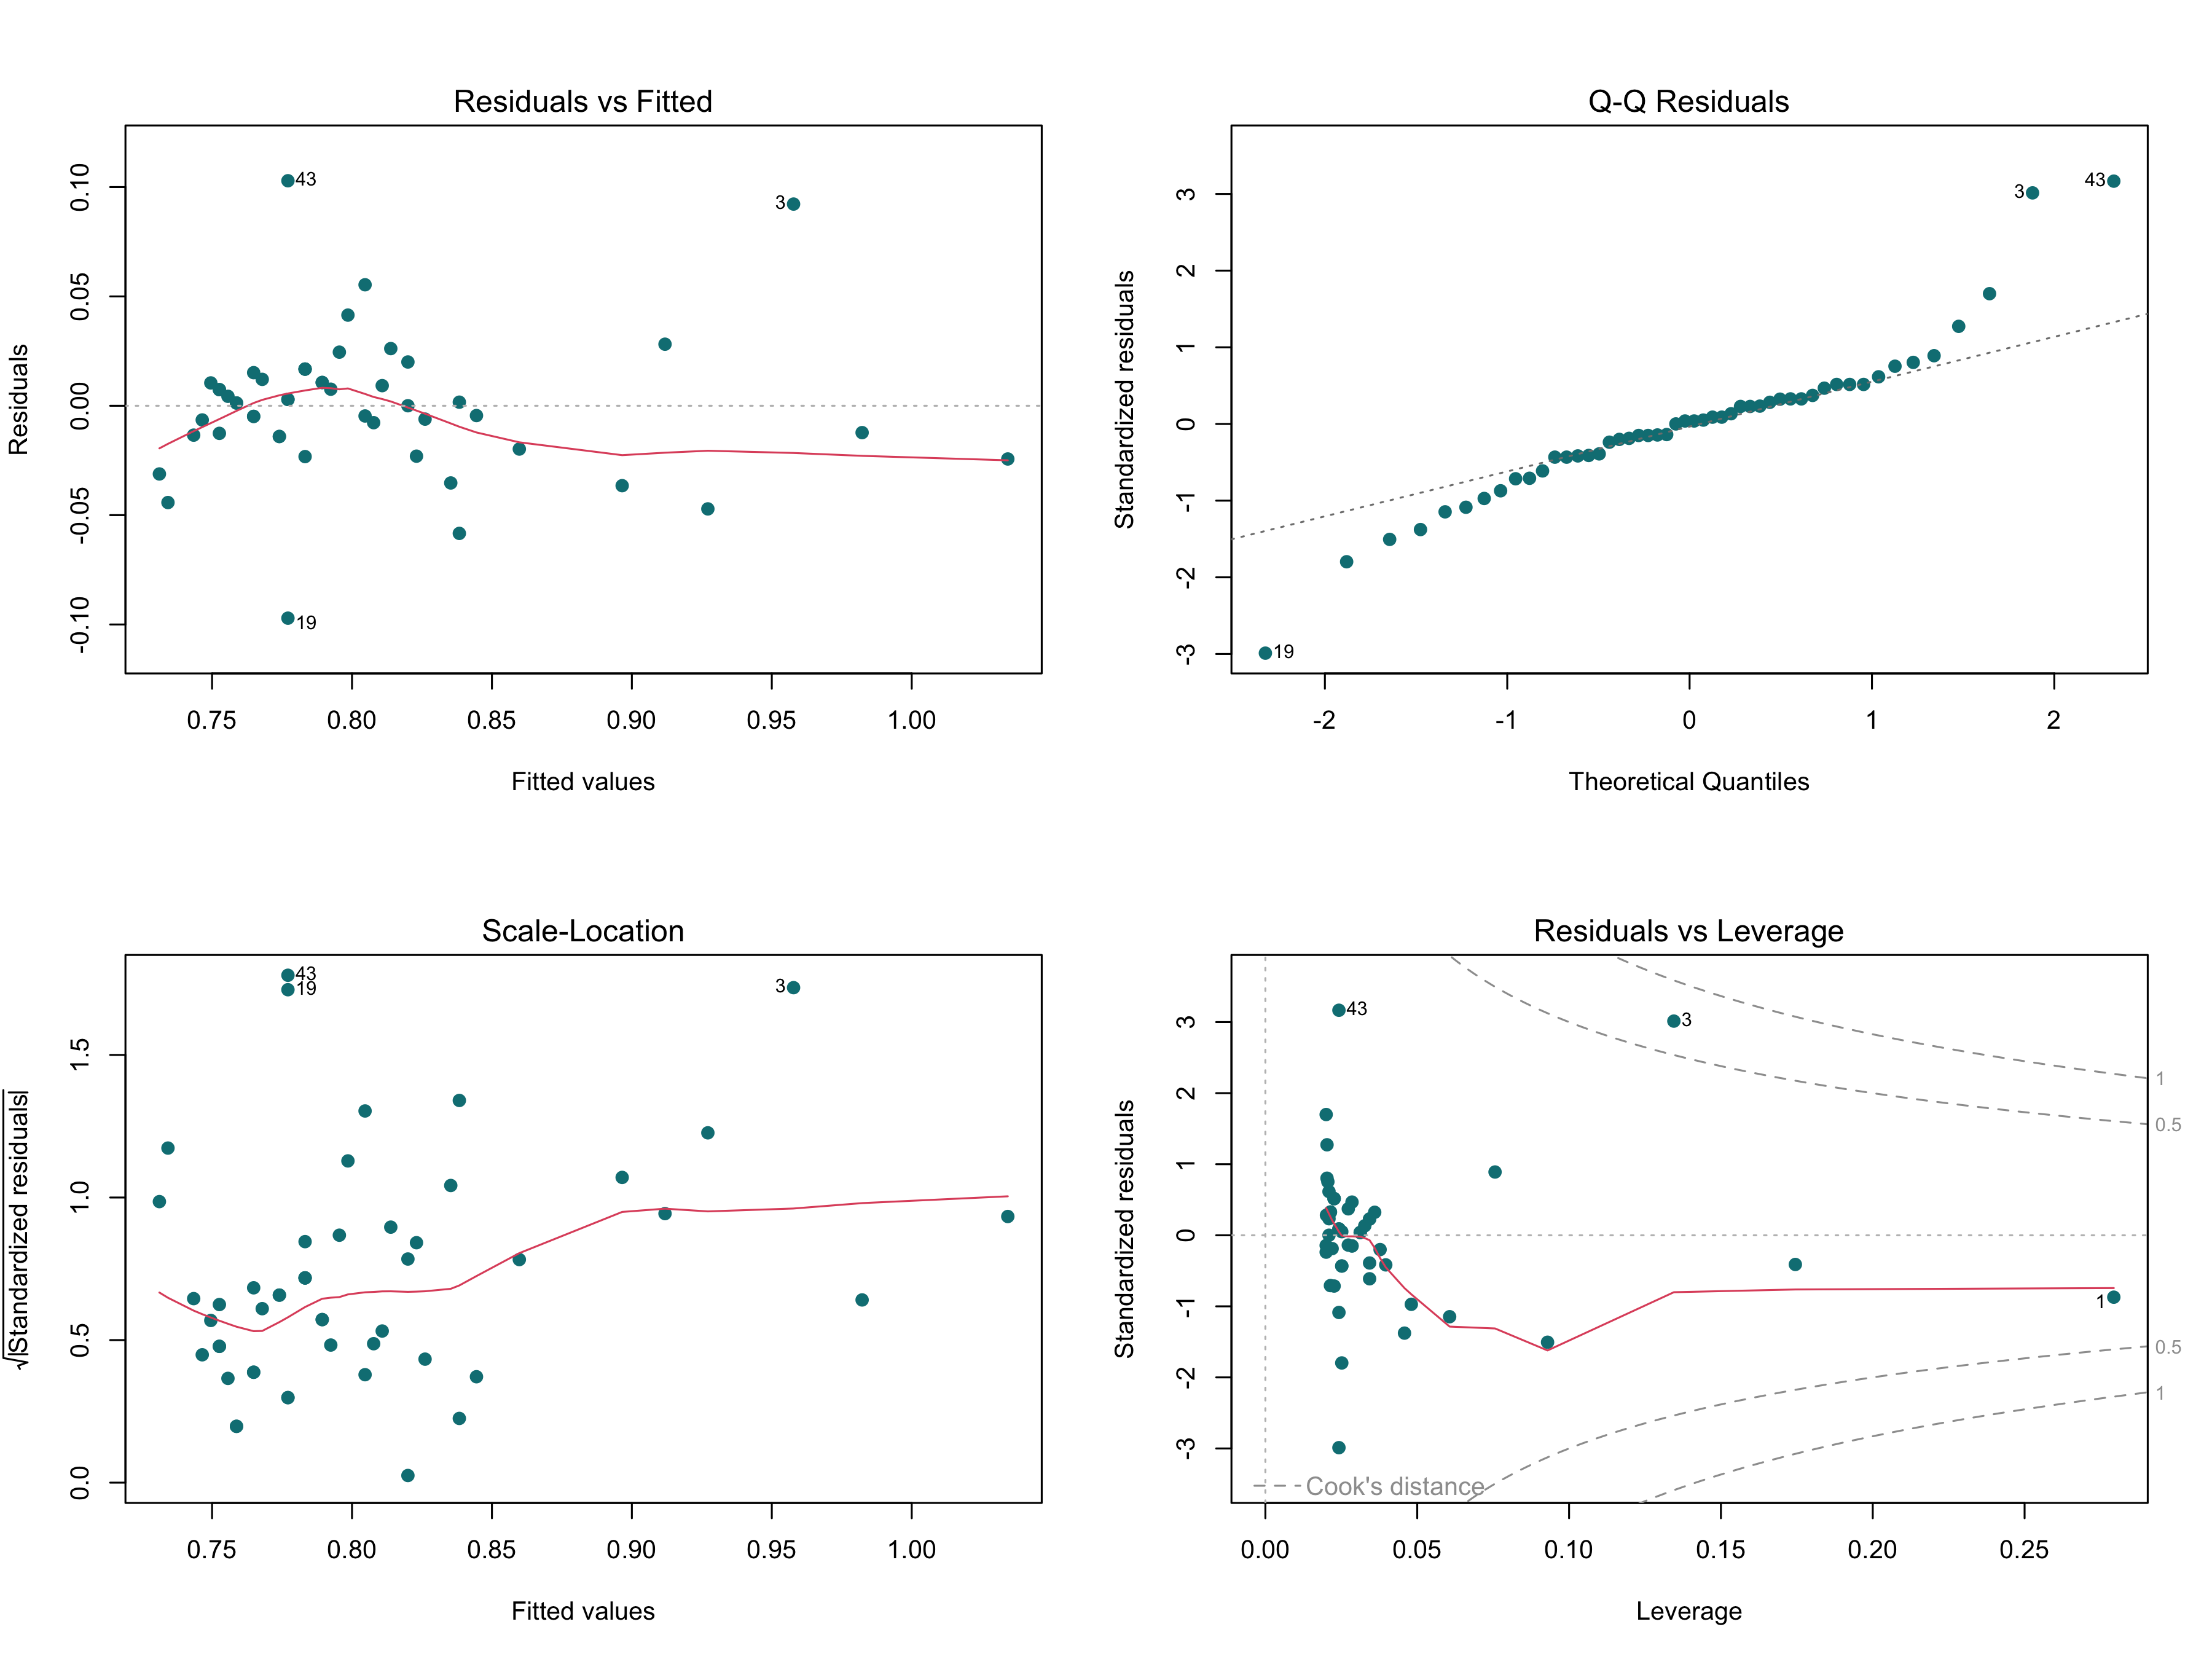 Residuals vs Fitted
Residuals
0.10
0.05
0.00
-0.05
-0.10
43
3
19
0.75 0.80 0.85 0.90 0.95 1.00
Fitted values
Q-Q Residuals
Standardized residuals
3
2
1
0
-1
-2
-3
3
43
19
-2 -1 0 1 2
Theoretical Quantiles
Scale-Location
√|Standardized residuals|
1.5
1.0
0.5
0.0
43
19
3
0.75 0.80 0.85 0.90 0.95 1.00
Fitted values
Residuals vs Leverage
Standardized residuals
3
2
1
0
-1
-2
-3
43
3
1
1
0.5
0.5
1
Cook's distance
0.00 0.05 0.10 0.15 0.20 0.25
Leverage